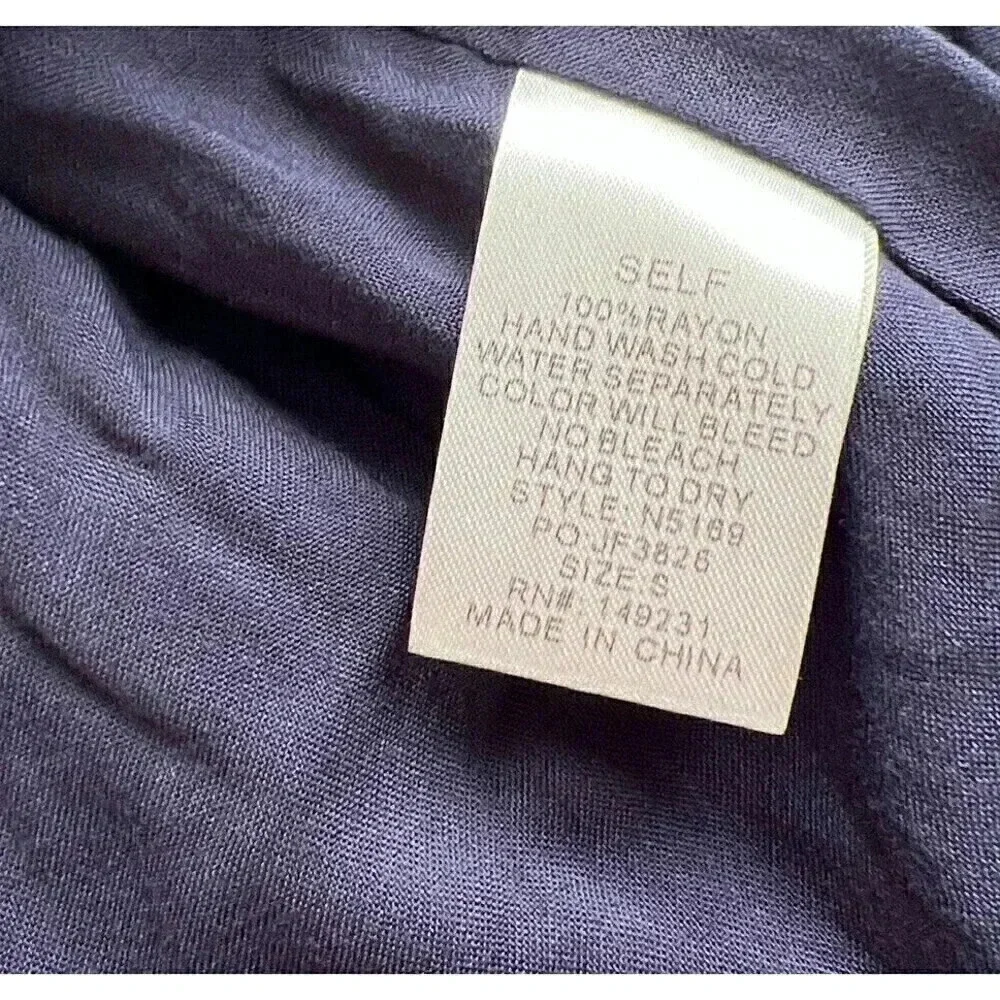 SELF
100%RAYON
HAND WASH COLD
WATER SEPARATELY
COLOR WILL BLEED
NO BLEACH
HANG TO DRY
STYLE: N5169
PO:JF3826
SIZE:S
RN#: 149231
MADE IN CHINA